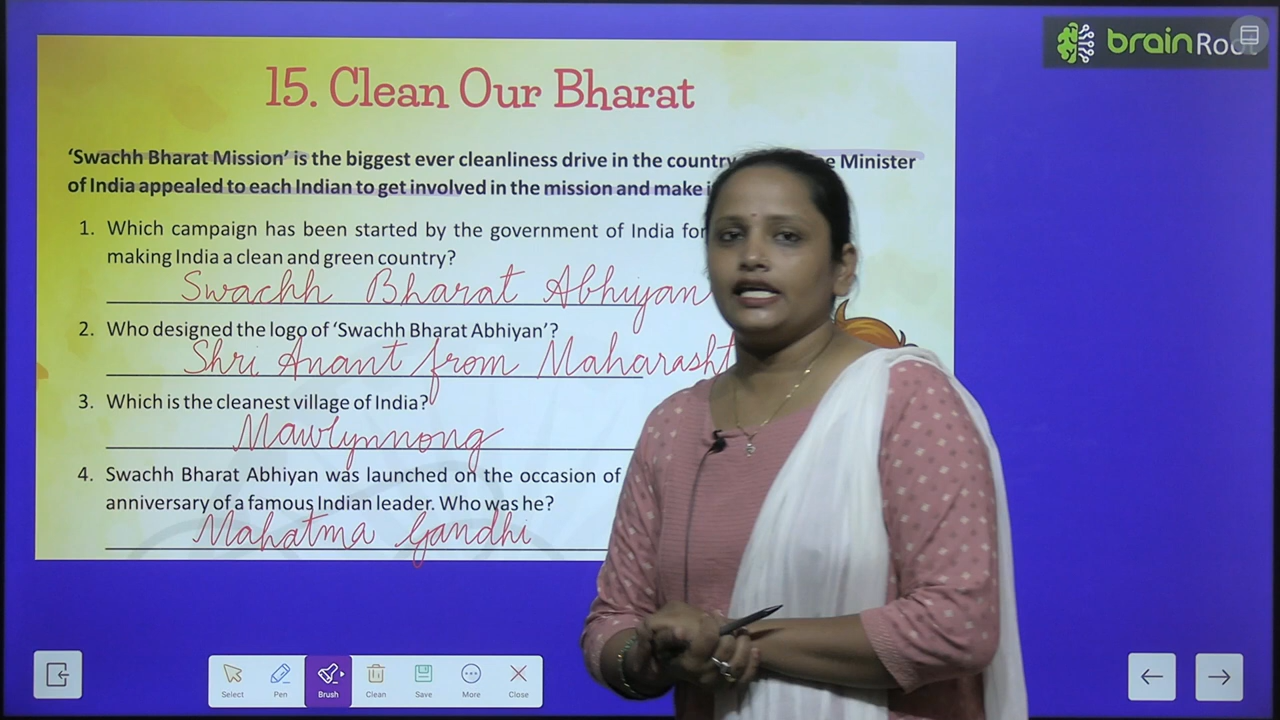 brainRoot
15. Clean Our Bharat
‘Swachh Bharat Mission’ is the biggest ever cleanliness drive in the country Minister
of India appealed to each Indian to get involved in the mission and make
1. Which campaign has been started by the government of India for
making India a clean and green country?
Swachh Bharat Abhiyan
2. Who designed the logo of ‘Swachh Bharat Abhiyan’?
Shri Anant from Maharasht
3. Which is the cleanest village of India?
Mawlynnong
4. Swachh Bharat Abhiyan was launched on the occasion of
anniversary of a famous Indian leader. Who was he?
Mahatma Gandhi
Select Pen Brush Clean Save More Close